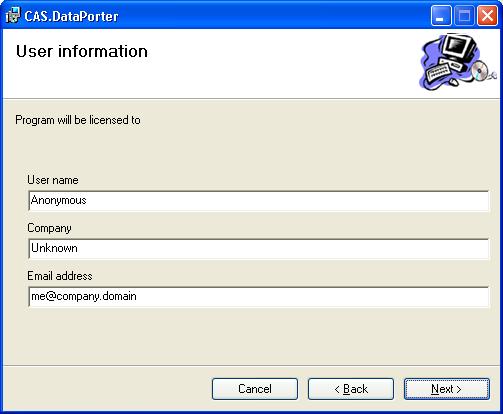 CAS.DataPorter
User information
Program will be licensed to
User name
Anonymous
Company
Unknown
Email address
me@company.domain
Cancel
< Back
Next >